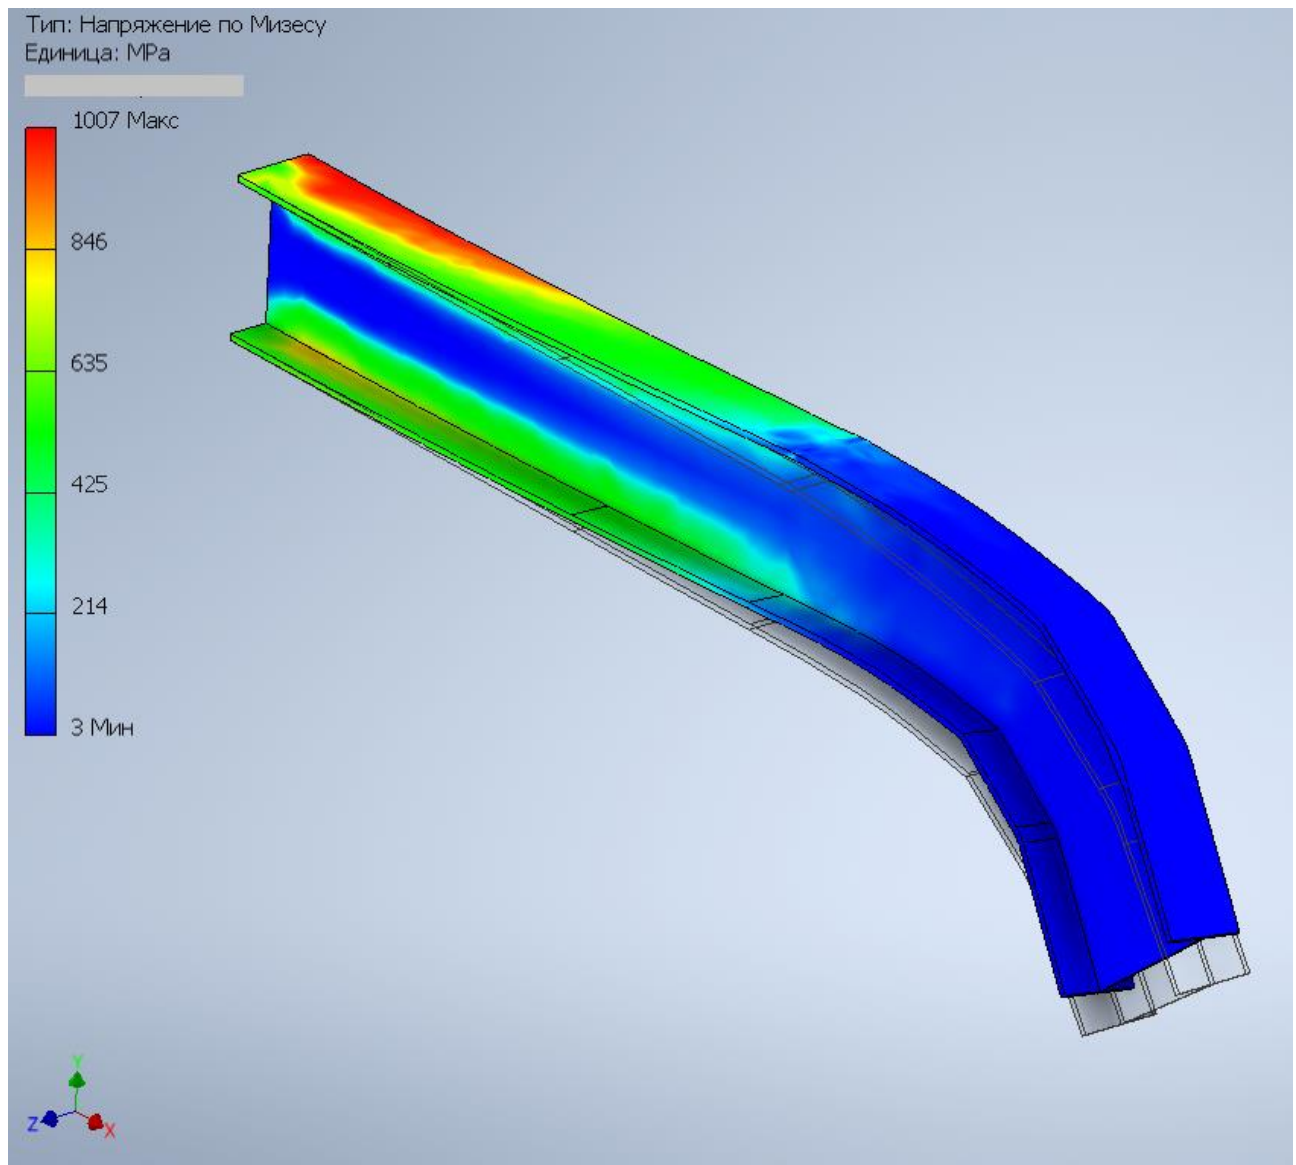 Тип: Напряжение по Мизесу
Единица: MPa
1007 Макс
846
635
425
214
3 Мин
Y
Z
X